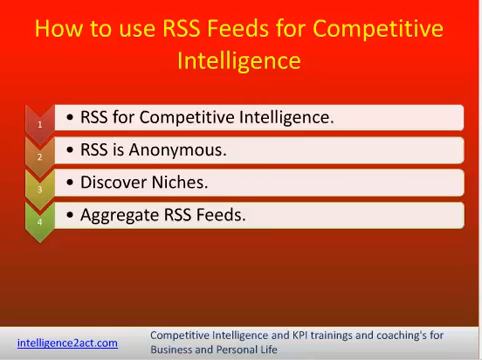 How to use RSS Feeds for Competitive
Intelligence
1 • RSS for Competitive Intelligence.
2 • RSS is Anonymous.
3 • Discover Niches.
4 • Aggregate RSS Feeds.
intelligence2act.com
Competitive Intelligence and KPI trainings and coaching's for
Business and Personal Life